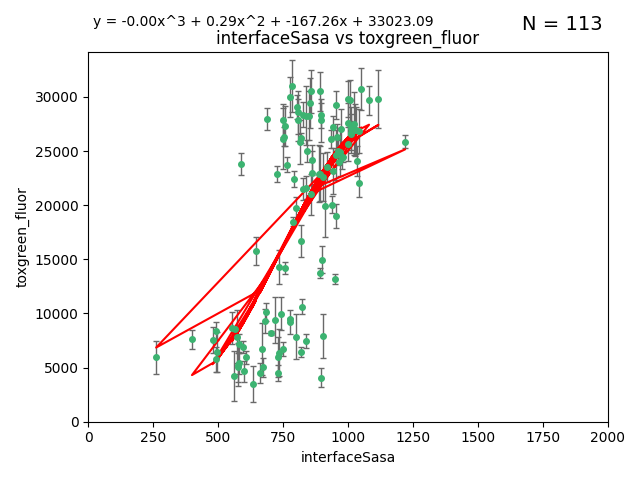 y = -0.00x^3 + 0.29x^2 + -167.26x + 33023.09
N = 113
interfaceSasa vs toxgreen_fluor
30000
25000
20000
15000
10000
5000
0
toxgreen_fluor
0 250 500 750 1000 1250 1500 1750 2000
interfaceSasa